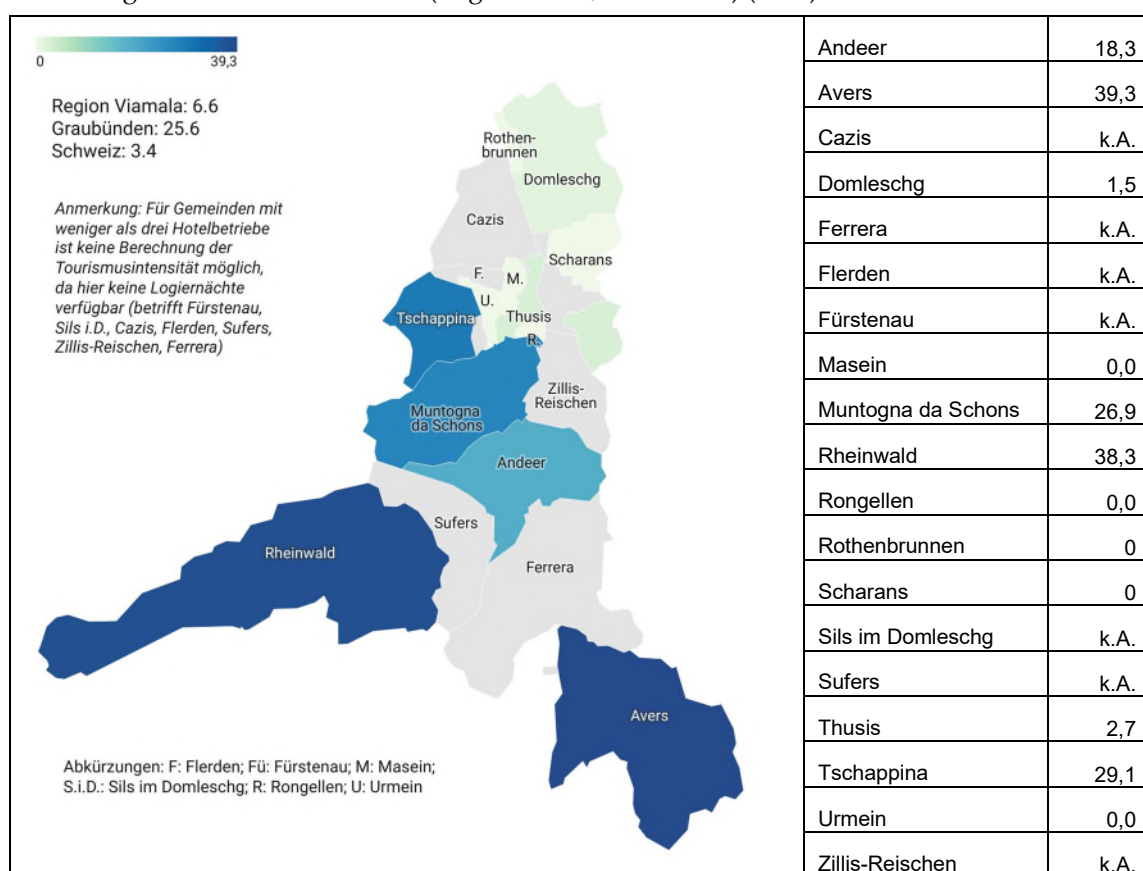 0
39,3
Region Viamala: 6.6
Graubünden: 25.6
Schweiz: 3.4
Anmerkung: Für Gemeinden mit
weniger als drei Hotelbetriebe
ist keine Berechnung der
Tourismusintensität möglich,
da hier keine Logiernächte
verfügbar (betrifft Fürstenau,
Sils i.D., Cazis, Flerden, Sufers,
Zillis-Reischen, Ferrera)
Rothen-
brunnen
Domleschg
Cazis
Scharans
F.
M.
U.
Tschappina
Thusis
R.
Zillis-
Reischen
Muntogna
da Schons
Andeer
Sufers
Rheinwald
Ferrera
Avers
Abkürzungen: F: Flerden; Fü: Fürstenau; M: Masein;
S.i.D.: Sils im Domleschg; R: Rongellen; U: Urmein
Andeer 18,3
Avers 39,3
Cazis k.A.
Domleschg 1,5
Ferrera k.A.
Flerden k.A.
Fürstenau k.A.
Masein 0,0
Muntogna da Schons 26,9
Rheinwald 38,3
Rongellen 0,0
Rothenbrunnen 0
Scharans 0
Sils im Domleschg k.A.
Sufers k.A.
Thusis 2,7
Tschappina 29,1
Urmein 0,0
Zillis-Reischen k.A.